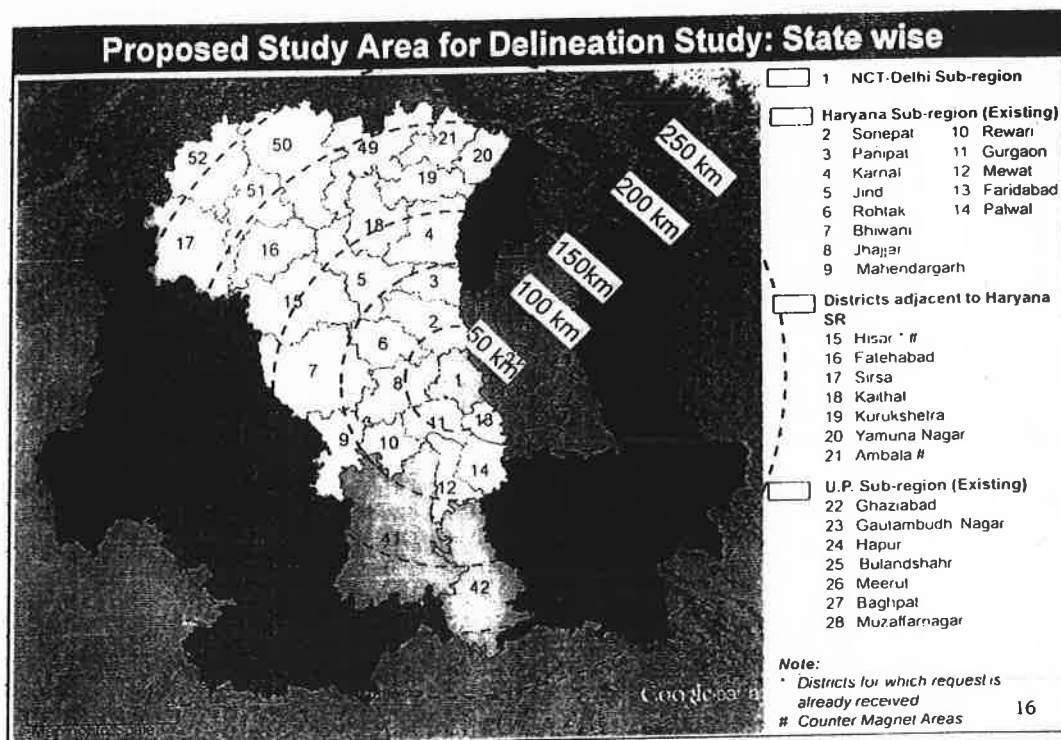 Proposed Study Area for Delineation Study: State wise
1 NCT-Delhi Sub-region
Haryana Sub-region (Existing)
2 Sonepat 10 Rewari
3 Panipat 11 Gurgaon
4 Karnal 12 Mewat
5 Jind 13 Faridabad
6 Rohtak 14 Palwal
7 Bhiwani
8 Jhajjar
9 Mahendargarh
Districts adjacent to Haryana
SR
15 Hisar * #
16 Fatehabad
17 Sirsa
18 Kaithal
19 Kurukshetra
20 Yamuna Nagar
21 Ambala #
U.P. Sub-region (Existing)
22 Ghaziabad
23 Gautambudh Nagar
24 Hapur
25 Bulandshahr
26 Meerut
27 Baghpat
28 Muzaffarnagar
Note:
* Districts for which request is
already received
# Counter Magnet Areas
16
250 km
200 km
150km
100 km
50 km
52
50
49
21
20
51
19
17
16
18
4
5
3
15
2
6
7
8
1
11
13
9
10
14
12
41
42
Google